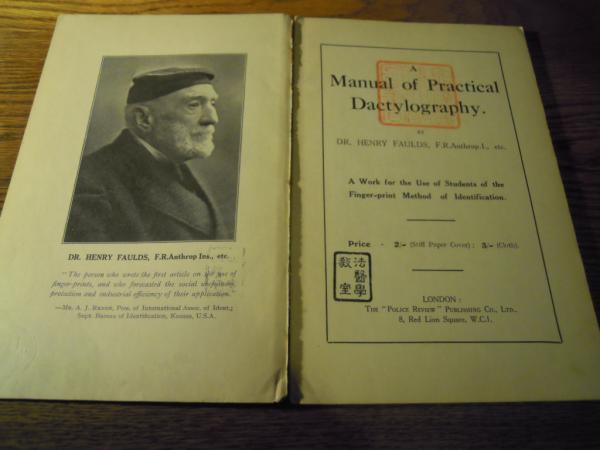 DR. HENRY FAULDS, F.R.Anthrop Ins., etc.
"The person who wrote the first article on the use of
finger-prints, and who forecasted the social
protection and industrial efficiency of their application."
—Mr. A. J. Pres. of International Assoc. of Ident.;
Supt. Bureau of Identification, Kansas, U.S.A.
A
Manual of Practical
Dactylography.
BY
DR. HENRY FAULDS, F.R.Anthrop.I., etc.
A Work for the Use of Students of the
Finger-print Method of Identification.
Price - 2/- (Stiff Paper Cover); 3/- (Cloth).
法醫學
教室
LONDON:
The "Police Review" Publishing Co., Ltd.,
8, Red Lion Square, W.C.1.